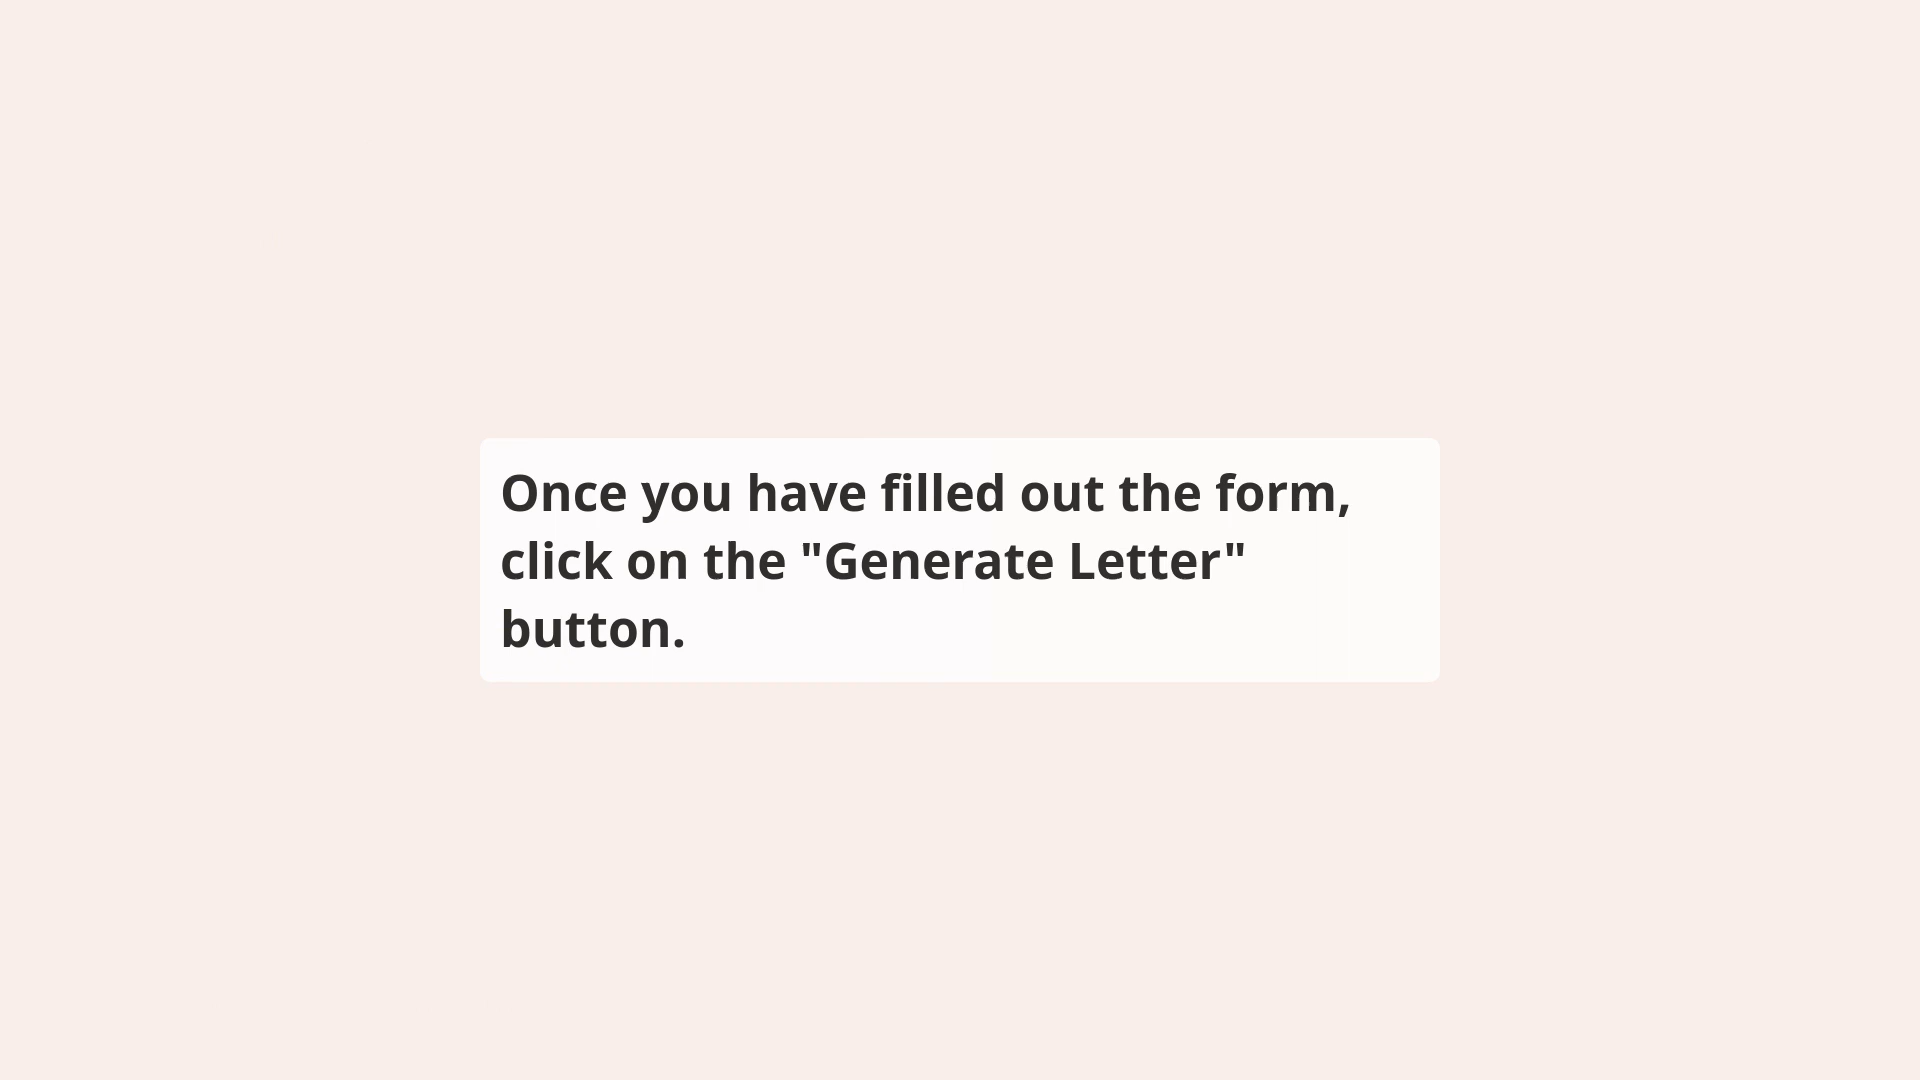 Once you have filled out the form,
click on the "Generate Letter"
button.